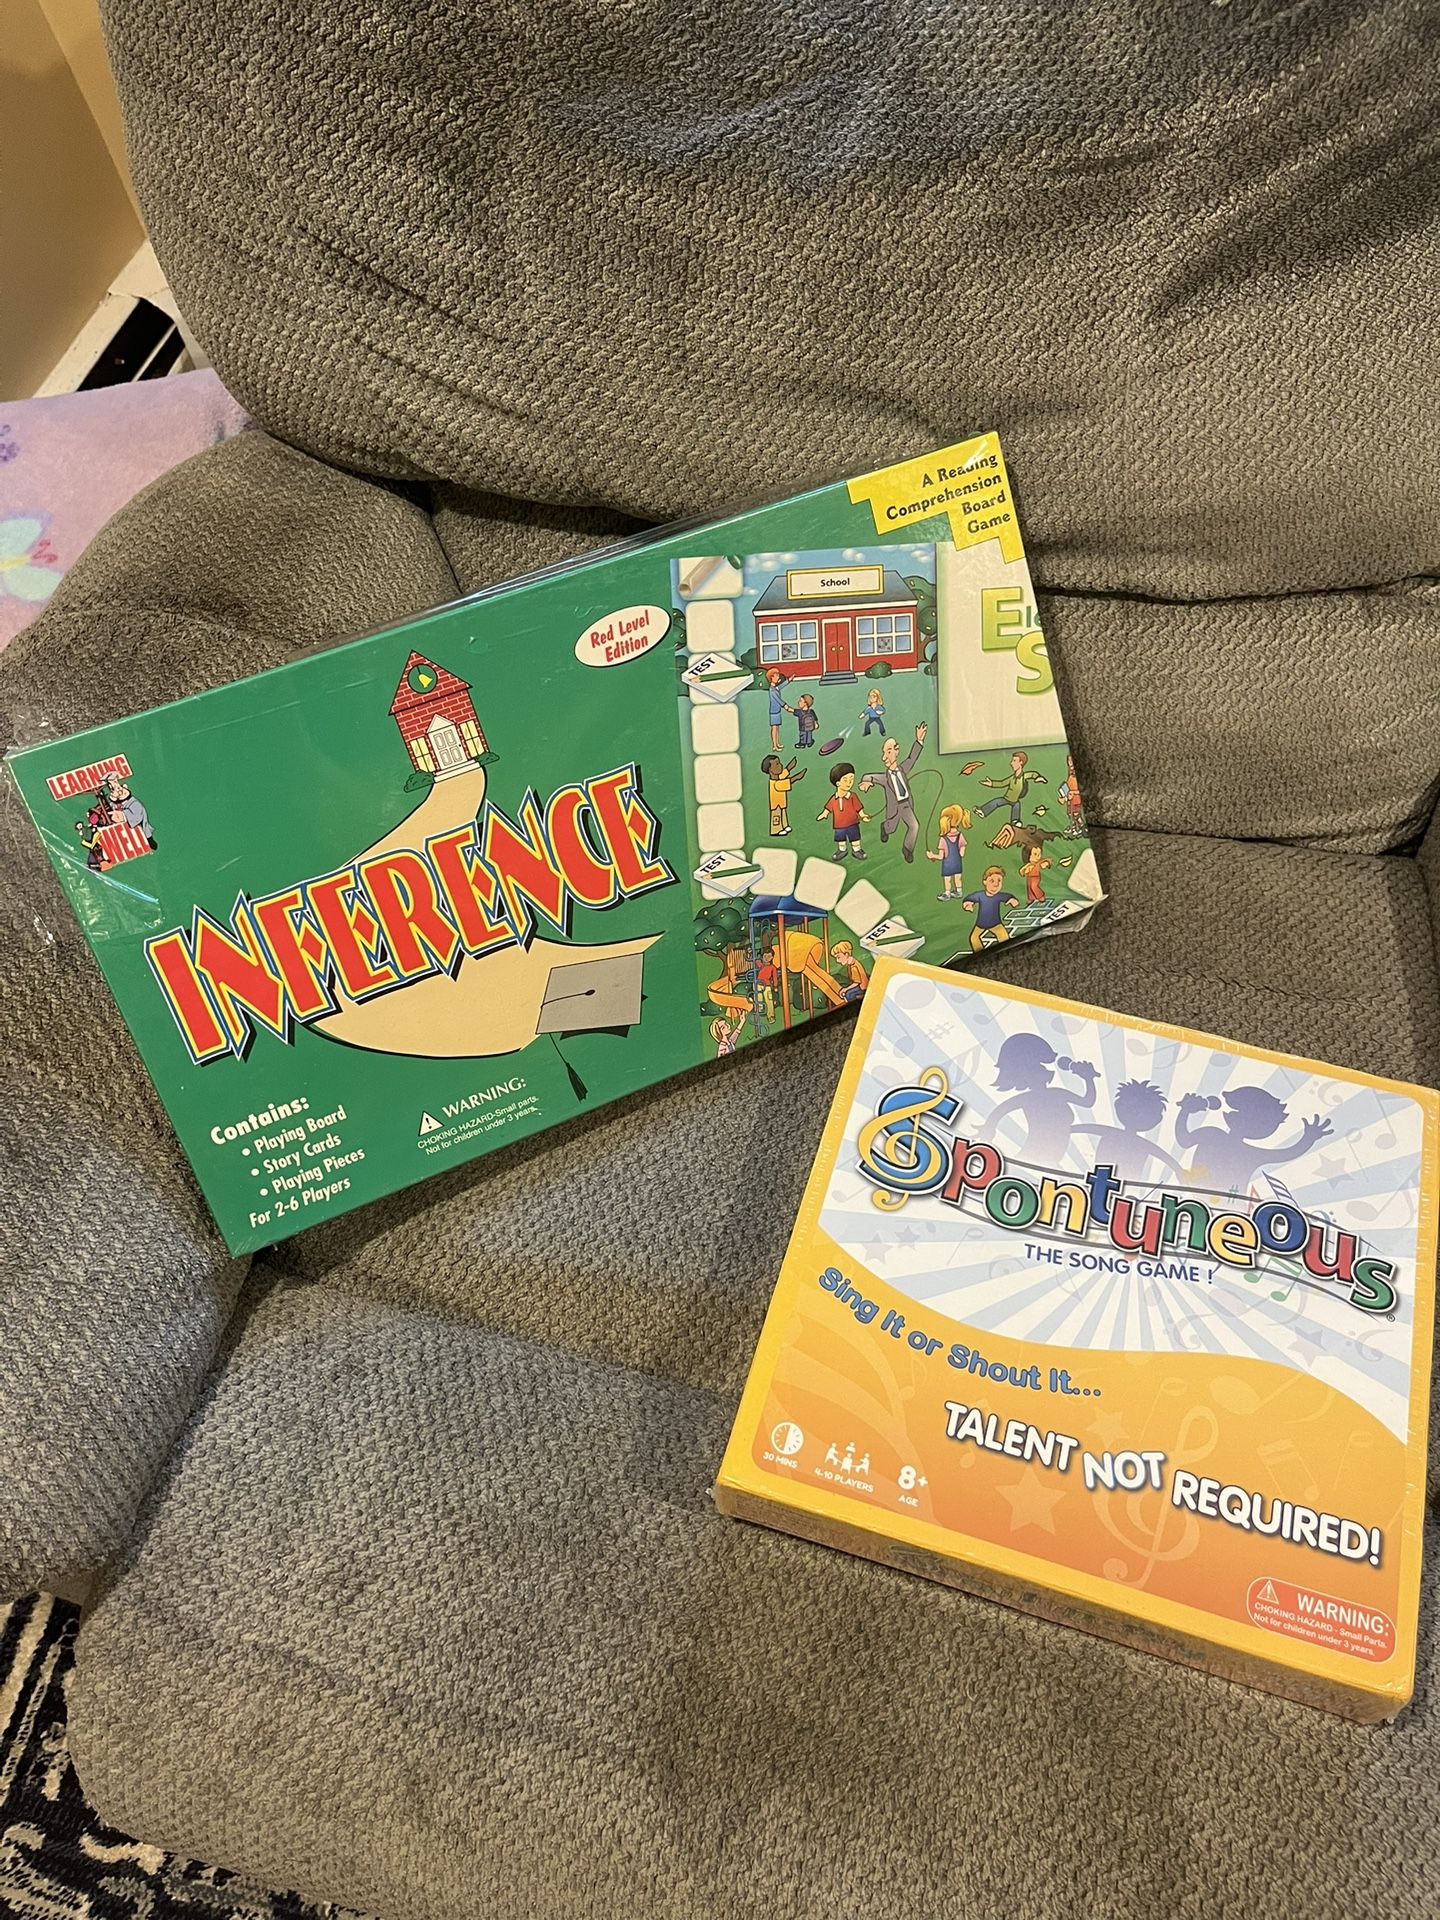 A Reading
Comprehension
Board
Game
School
Red Level
Edition
TEST
LEARNING
WELL
INFERENCE
TEST
TEST
TEST
Contains:
• Playing Board
• Story Cards
• Playing Pieces
For 2-6 Players
WARNING:
CHOKING HAZARD-Small parts.
Not for children under 3 years.
Spontuneous®
THE SONG GAME!
Sing It or Shout It...
TALENT NOT REQUIRED!
30 MINS
4-10 PLAYERS
8+
AGE
WARNING:
CHOKING HAZARD - Small Parts.
Not for children under 3 years.